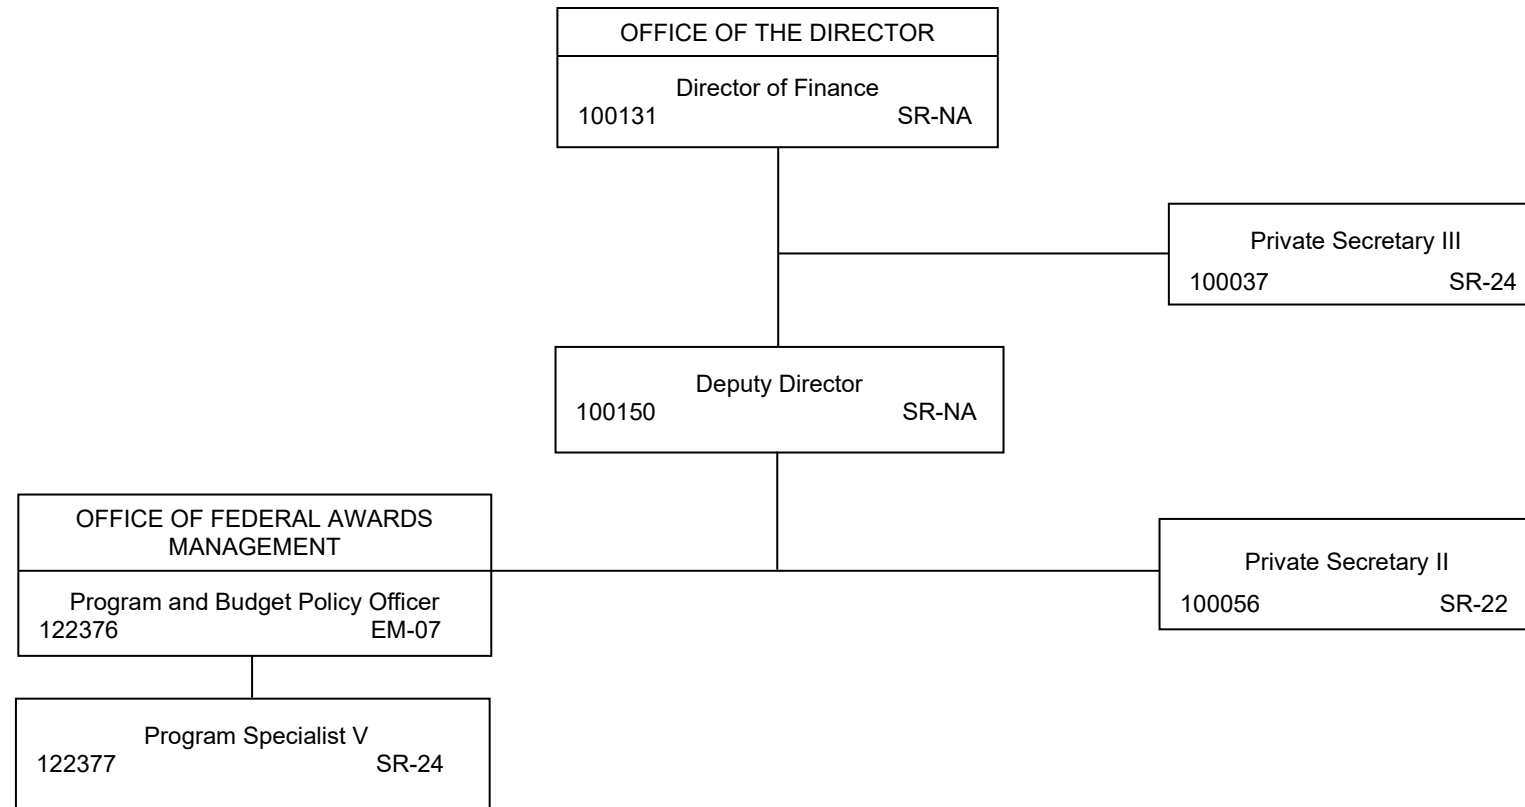 OFFICE OF THE DIRECTOR
Director of Finance
100131 SR-NA
Private Secretary III
100037 SR-24
Deputy Director
100150 SR-NA
OFFICE OF FEDERAL AWARDS
MANAGEMENT
Program and Budget Policy Officer
122376 EM-07
Private Secretary II
100056 SR-22
Program Specialist V
122377 SR-24